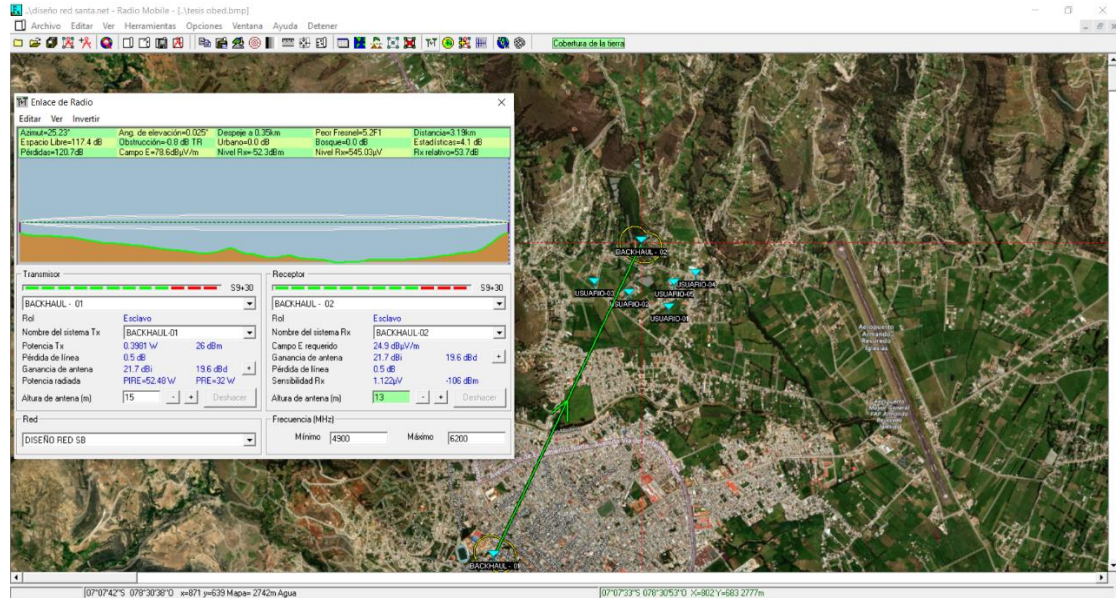 ..\diseño red santa.net - Radio Mobile - [..\tesis obed.bmp]
Archivo Editar Ver Herramientas Opciones Ventana Ayuda Detener
Cobertura de la tierra
Enlace de Radio
Editar Ver Invertir
Azimut=25.23° Ang. de elevación=0.025° Despeje a 0.35km Peor Fresnel=5.2F1 Distancia=3.19km
Espacio Libre=117.4 dB Obstrucción=-0.8 dB TR Urbano=0.0 dB Bosque=0.0 dB Estadísticas=4.1 dB
Pérdidas=120.7dB Campo E=78.6dBµV/m Nivel Rx=-52.3dBm Nivel Rx=545.03µV Rx relativo=53.7dB
Transmisor
S9+30
BACKHAUL - 01
Rol Esclavo
Nombre del sistema Tx BACKHAUL-01
Potencia Tx 0.3981 W 26 dBm
Pérdida de línea 0.5 dB
Ganancia de antena 21.7 dBi 19.6 dBd +
Potencia radiada PIRE=52.48 W PRE=32 W
Altura de antena (m) 15 - + Deshacer
Receptor
S9+30
BACKHAUL - 02
Rol Esclavo
Nombre del sistema Rx BACKHAUL-02
Campo E requerido 24.9 dBµV/m
Ganancia de antena 21.7 dBi 19.6 dBd +
Pérdida de línea 0.5 dB
Sensibilidad Rx 1.122µV -106 dBm
Altura de antena (m) 13 - + Deshacer
Red
DISEÑO RED SB
Frecuencia (MHz)
Mínimo 4900 Máximo 6200
BACKHAUL - 02
USUARIO-04
USUARIO-03
USUARIO-05
USUARIO-02
USUARIO-01
Aeropuerto
Armando
Revoredo
Iglesias
BACKHAUL - 01
07°07'42"S 078°30'38"O x=871 y=639 Mapa= 2742m Agua
07°07'33"S 078°30'53"O X=802 Y=683 2777m